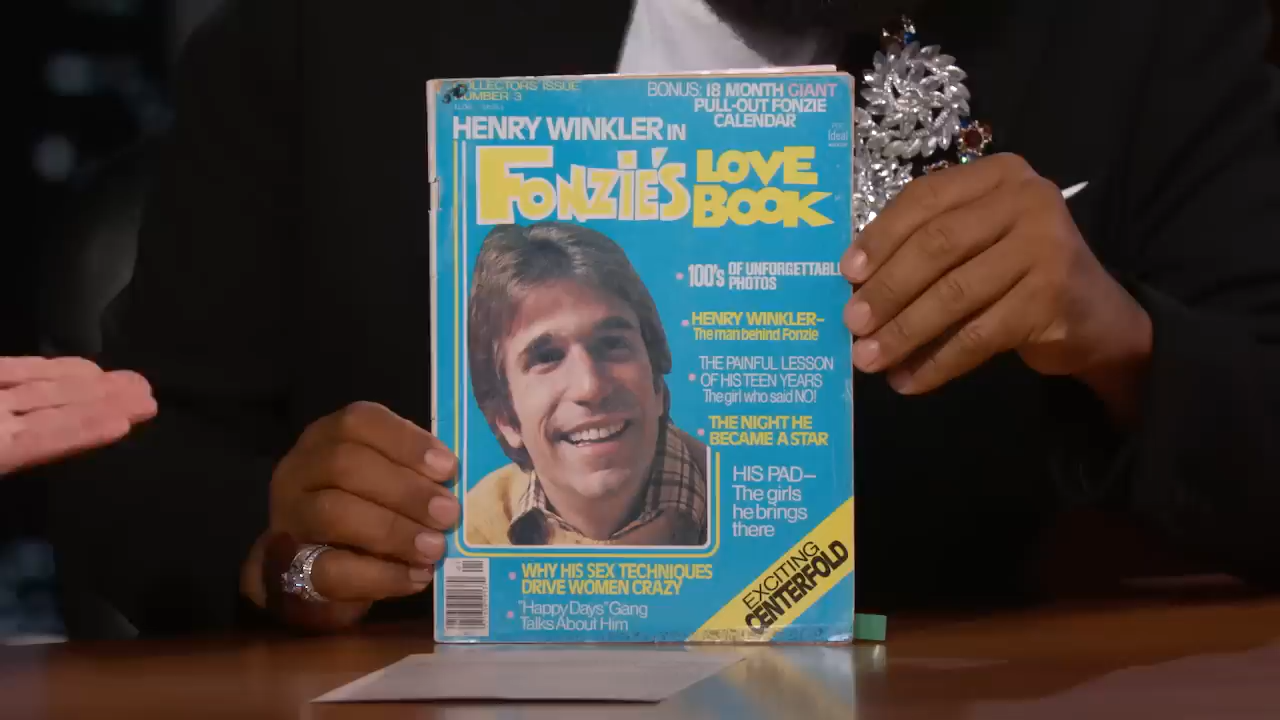 COLLECTORS ISSUE
NUMBER 3
BONUS: 18 MONTH GIANT
PULL-OUT FONZIE
CALENDAR
Ideal
HENRY WINKLER IN
FONZIE'S LOVE
BOOK
• 100's OF UNFORGETTABL
PHOTOS
• HENRY WINKLER–
The man behind Fonzie
• THE PAINFUL LESSON
OF HIS TEEN YEARS
The girl who said NO!
• THE NIGHT HE
BECAME A STAR
HIS PAD–
The girls
he brings
there
EXCITING
CENTERFOLD
• WHY HIS SEX TECHNIQUES
DRIVE WOMEN CRAZY
• "Happy Days" Gang
Talks About Him